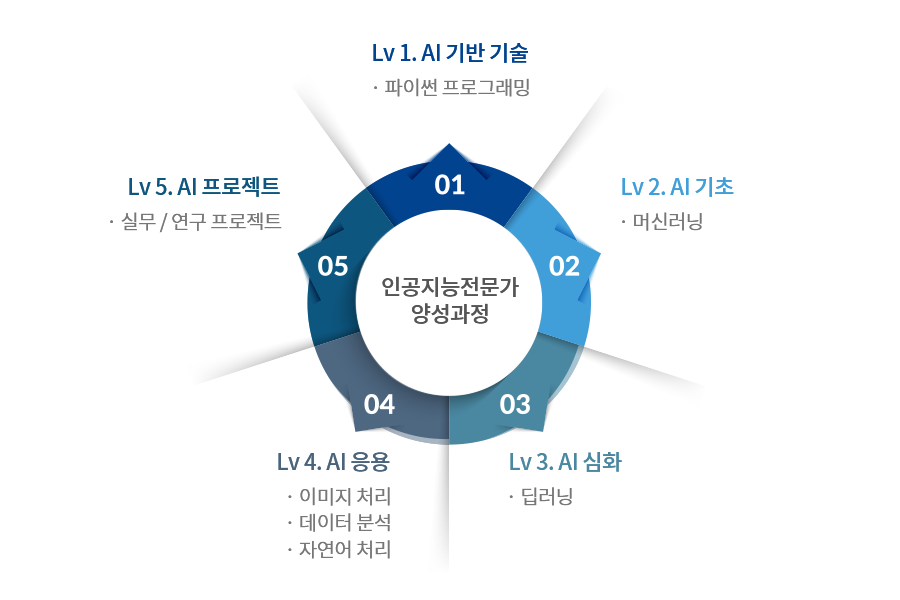 Lv 1. AI 기반 기술
· 파이썬 프로그래밍
01
Lv 2. AI 기초
· 머신러닝
02
Lv 3. AI 심화
· 딥러닝
03
Lv 4. AI 응용
· 이미지 처리
· 데이터 분석
· 자연어 처리
04
Lv 5. AI 프로젝트
· 실무 / 연구 프로젝트
05
인공지능전문가
양성과정